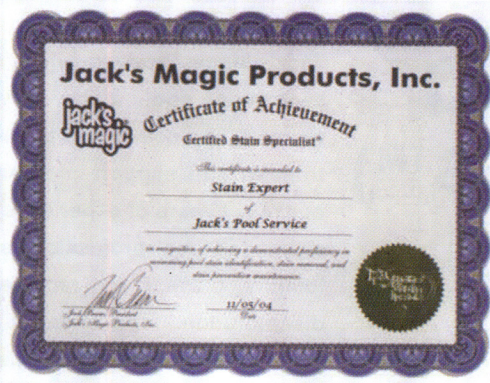 Jack's Magic Products, Inc.
jack's
magic
Certificate of Achievement
Certified Stain Specialist®
This certificate is awarded to
Stain Expert
of
Jack's Pool Service
in recognition of achieving a demonstrated proficiency in
pool stain identification, stain removal, and
stain prevention maintenance.
11/05/04
President
Date
Jack's Magic Products, Inc.